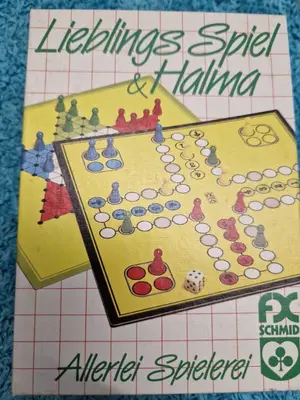 Lieblings Spiel
& Halma
FX
SCHMID
Allerlei Spielerei